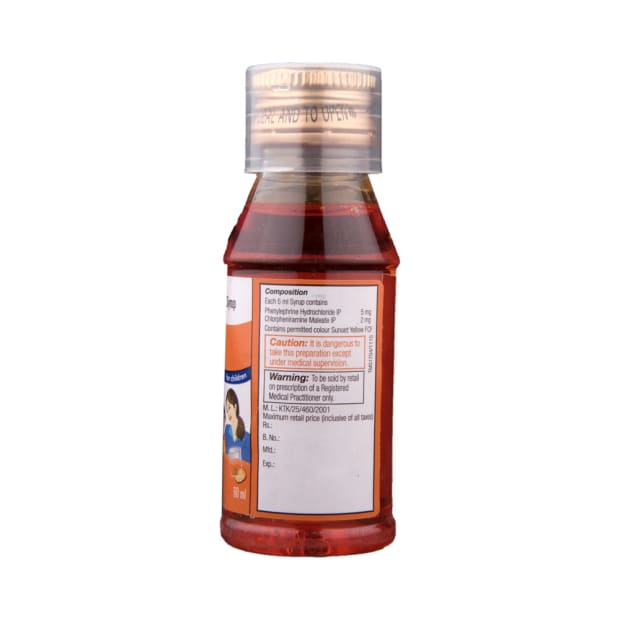 SEAL AND TO OPEN
Syrup
for children
60 ml
Composition
Each 5 ml Syrup contains
Phenylephrine Hydrochloride IP 5 mg
Chlorpheniramine Maleate IP 2 mg
Contains permitted colour Sunset Yellow FCF
Caution: It is dangerous to
take this preparation except
under medical supervision.
Warning: To be sold by retail
on prescription of a Registered
Medical Practitioner only.
M. L.: KTK/25/460/2001
Maximum retail price (inclusive of all taxes)
Rs.:
B. No.:
Mfd.:
Exp.: